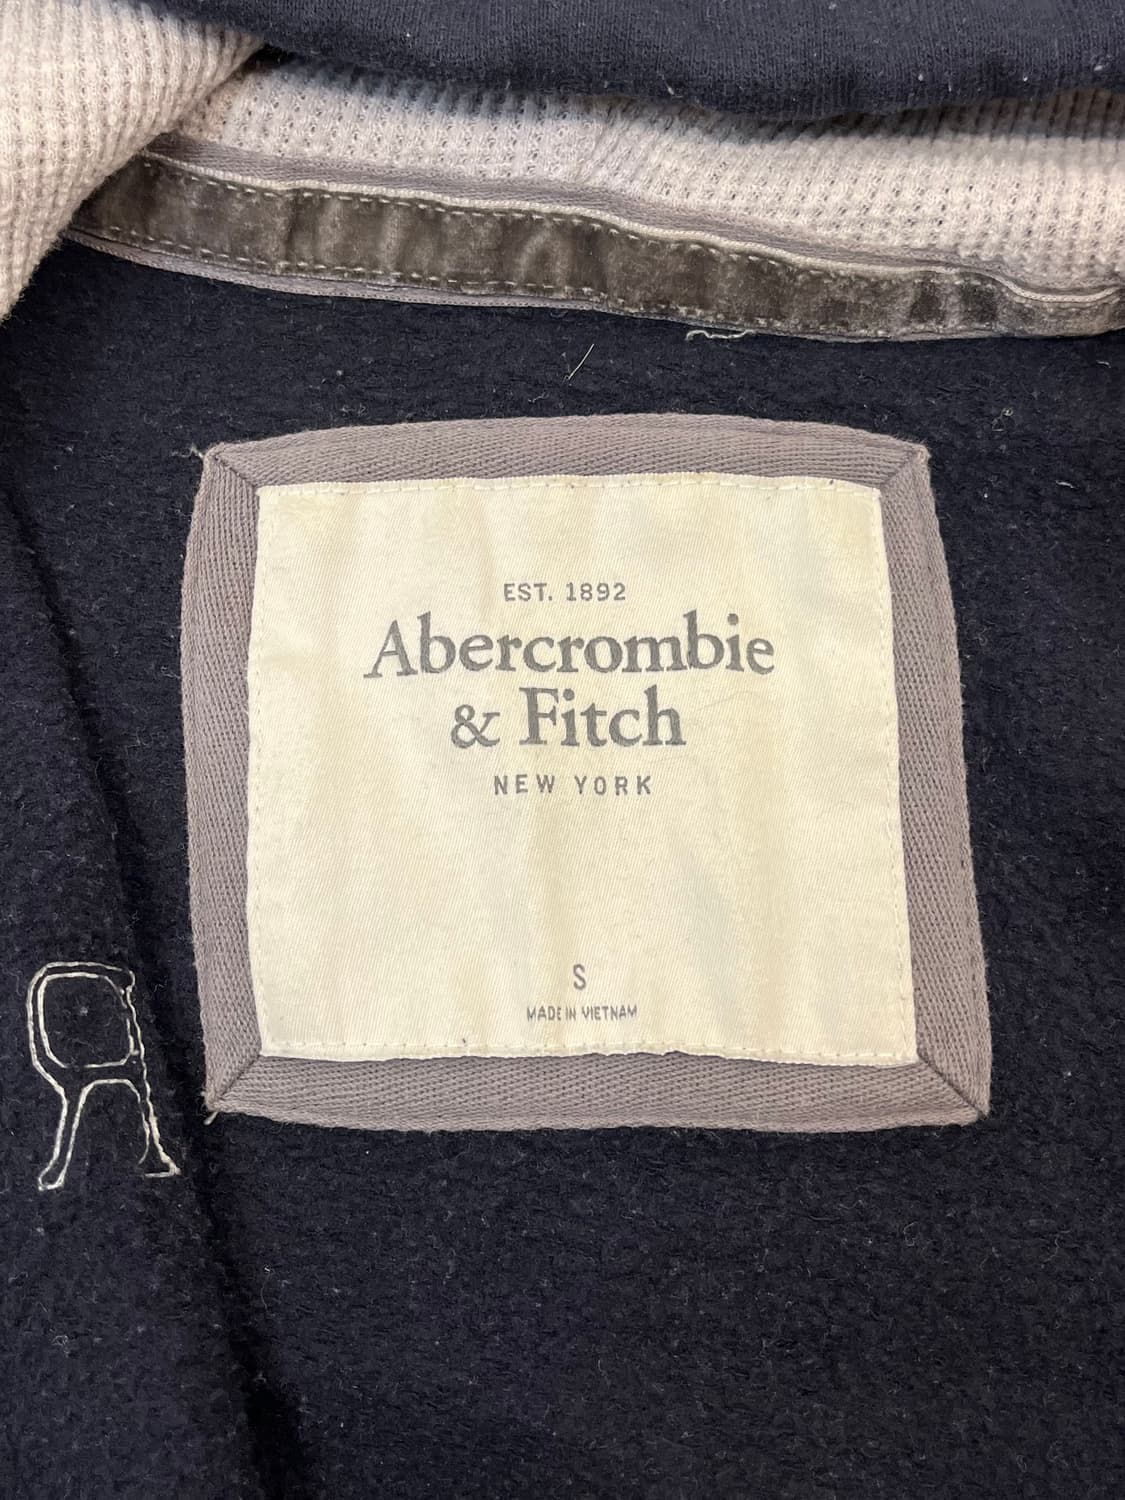 EST. 1892
Abercrombie
& Fitch
NEW YORK
S
MADE IN VIETNAM